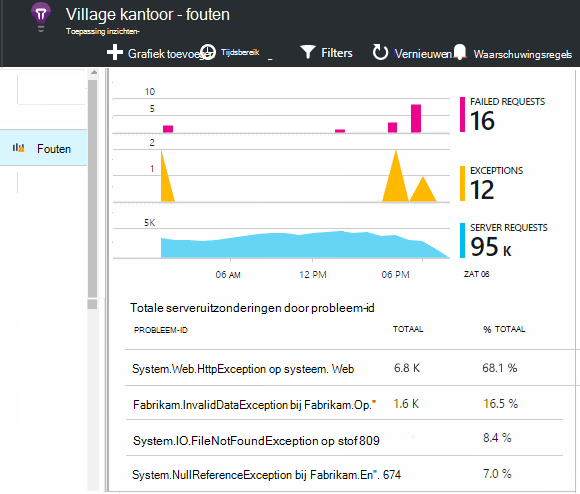 Village kantoor - fouten
Toepassing inzichten-
Grafiek toevoegen Tijdsbereik Filters Vernieuwen Waarschuwingsregels
Fouten
10
5
FAILED REQUESTS
16
2
1
EXCEPTIONS
12
5K
SERVER REQUESTS
95 K
06 AM 12 PM 06 PM ZAT 06
Totale serveruitzonderingen door probleem-id
PROBLEEM-ID TOTAAL % TOTAAL
System.Web.HttpException op systeem. Web 6.8 K 68.1 %
Fabrikam.InvalidDataException bij Fabrikam.Op." 1.6 K 16.5 %
System.IO.FileNotFoundException op stof 809 8.4 %
System.NullReferenceException bij Fabrikam.En". 674 7.0 %